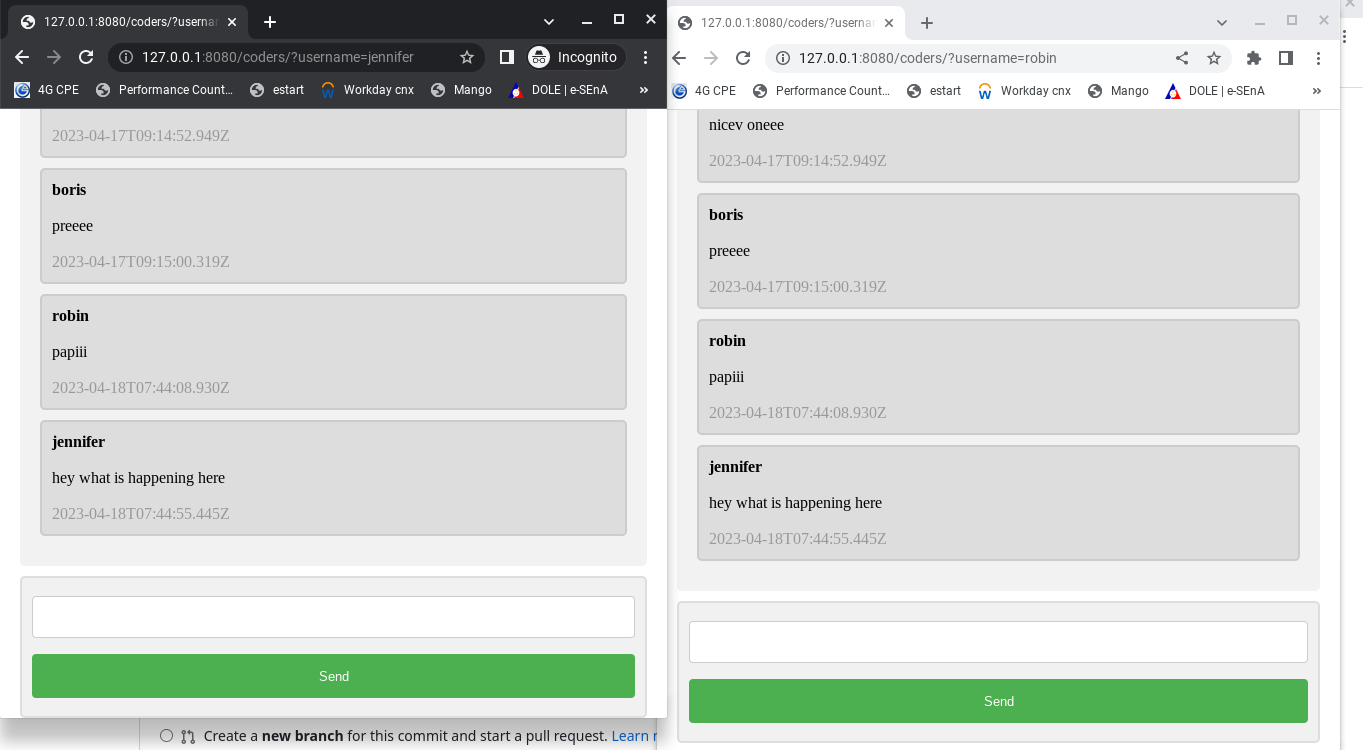 127.0.0.1:8080/coders/?userna
127.0.0.1:8080/coders/?username=jennifer
Incognito
4G CPE
Performance Count...
estart
Workday cnx
Mango
DOLE | e-SEnA
»
2023-04-17T09:14:52.949Z
boris
preeee
2023-04-17T09:15:00.319Z
robin
papiii
2023-04-18T07:44:08.930Z
jennifer
hey what is happening here
2023-04-18T07:44:55.445Z
Send
127.0.0.1:8080/coders/?userna
127.0.0.1:8080/coders/?username=robin
4G CPE
Performance Count...
estart
Workday cnx
Mango
DOLE | e-SEnA
»
nicev oneee
2023-04-17T09:14:52.949Z
boris
preeee
2023-04-17T09:15:00.319Z
robin
papiii
2023-04-18T07:44:08.930Z
jennifer
hey what is happening here
2023-04-18T07:44:55.445Z
Send
Create a new branch for this commit and start a pull request. Learn